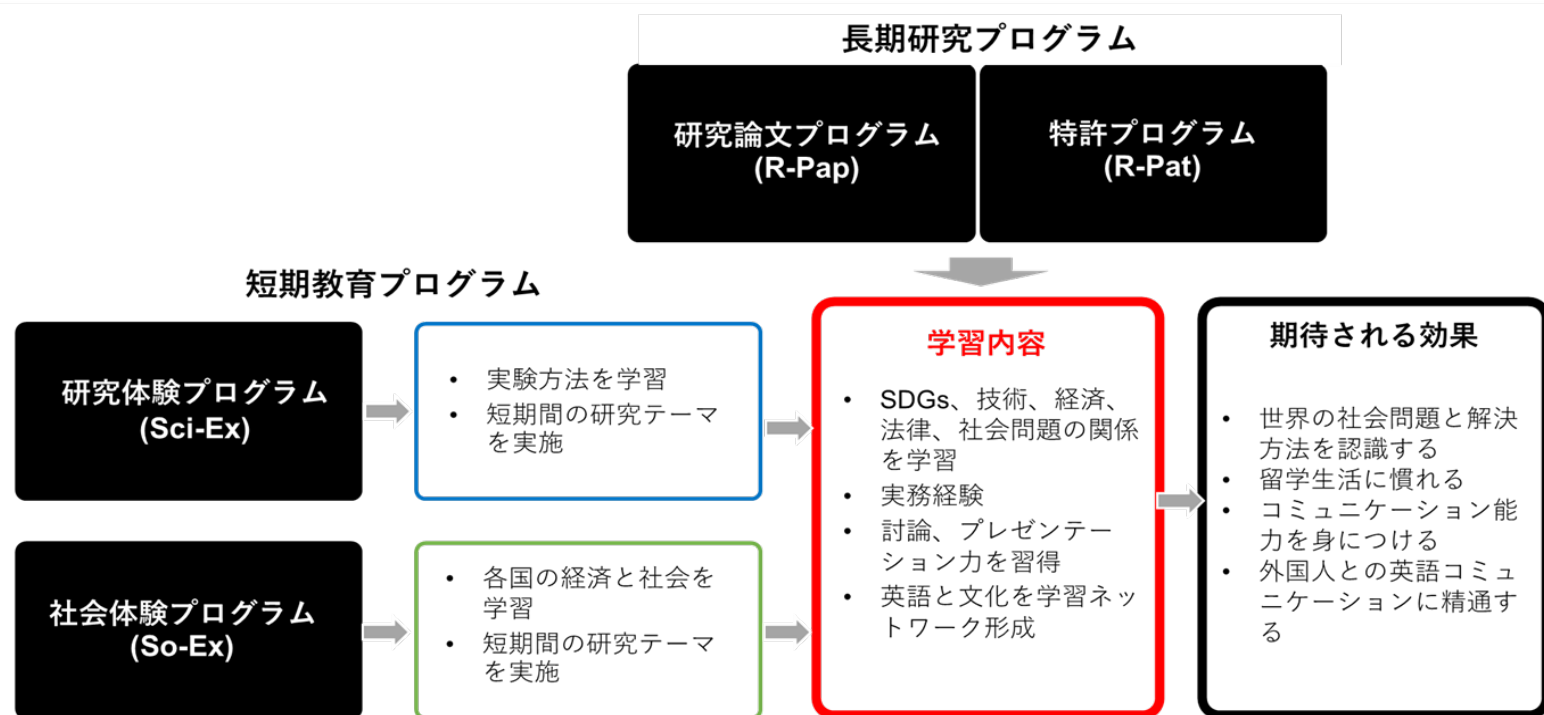 長期研究プログラム
研究論文プログラム
(R-Pap)
特許プログラム
(R-Pat)
短期教育プログラム
研究体験プログラム
(Sci-Ex)
• 実験方法を学習
• 短期間の研究テーマ
を実施
社会体験プログラム
(So-Ex)
• 各国の経済と社会を
学習
• 短期間の研究テーマ
を実施
学習内容
• SDGs、技術、経済、
法律、社会問題の関係
を学習
• 実務経験
• 討論、プレゼンテー
ション力を習得
• 英語と文化を学習ネッ
トワーク形成
期待される効果
• 世界の社会問題と解決
方法を認識する
• 留学生活に慣れる
• コミュニケーション能
力を身につける
• 外国人との英語コミュ
ニケーションに精通す
る